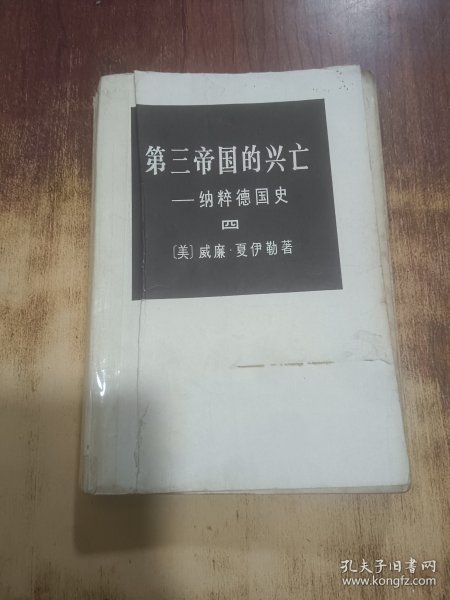 第三帝国的兴亡
—纳粹德国史
四
〔美〕威廉·夏伊勒著
孔夫子旧书网
www.kongfz.com